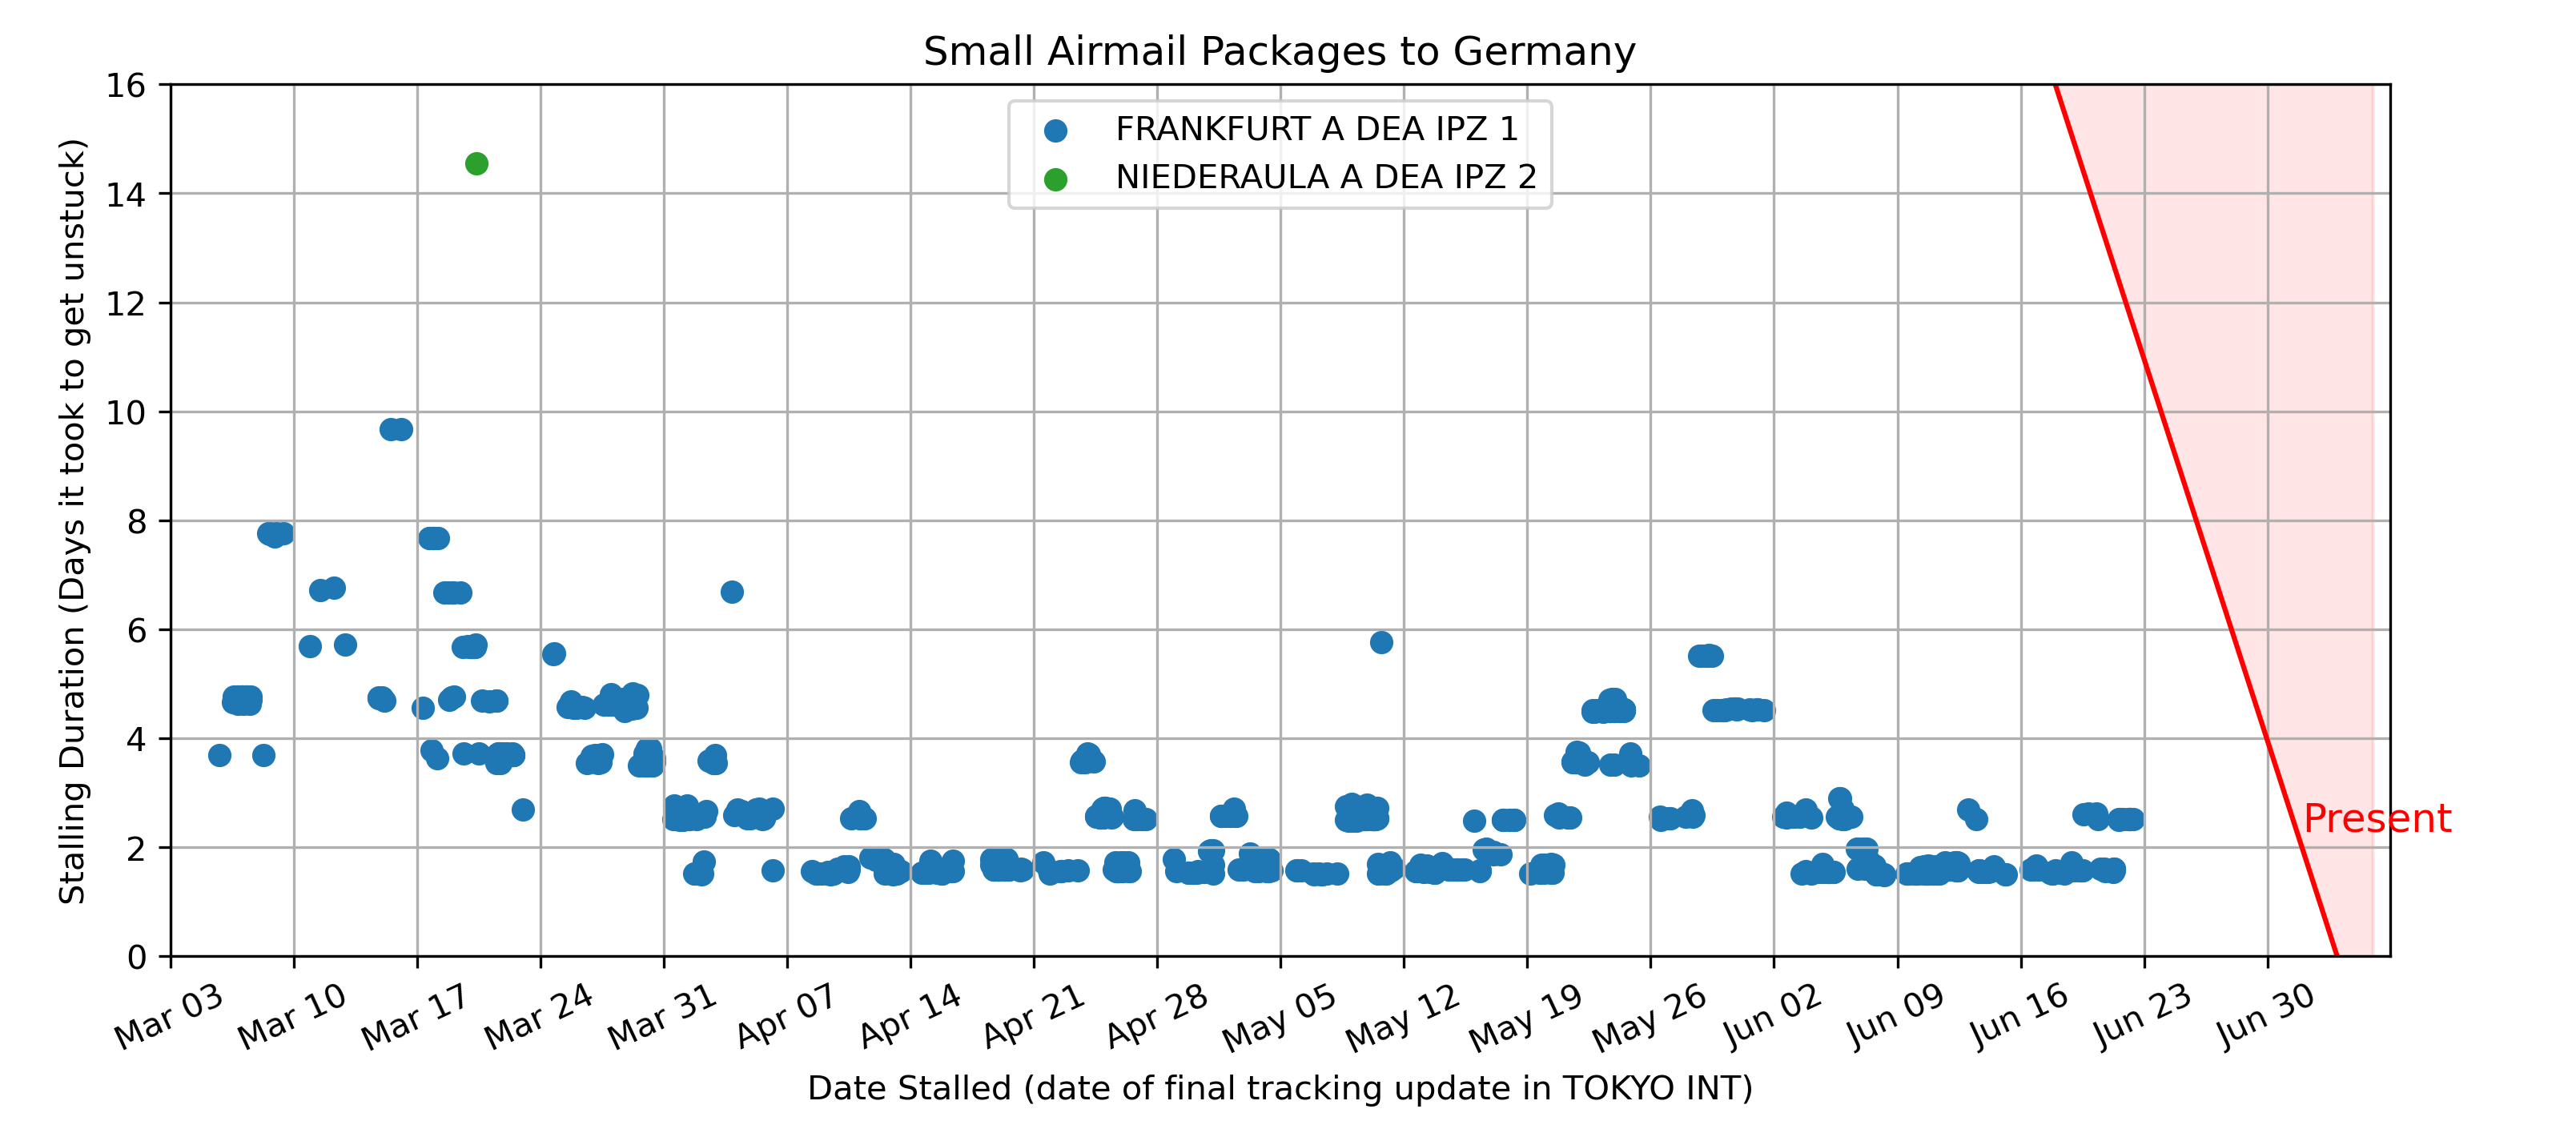 Small Airmail Packages to Germany
FRANKFURT A DEA IPZ 1
NIEDERAULA A DEA IPZ 2
Stalling Duration (Days it took to get unstuck)
16
14
12
10
8
6
4
2
0
Present
Mar 03
Mar 10
Mar 17
Mar 24
Mar 31
Apr 07
Apr 14
Apr 21
Apr 28
May 05
May 12
May 19
May 26
Jun 02
Jun 09
Jun 16
Jun 23
Jun 30
Date Stalled (date of final tracking update in TOKYO INT)